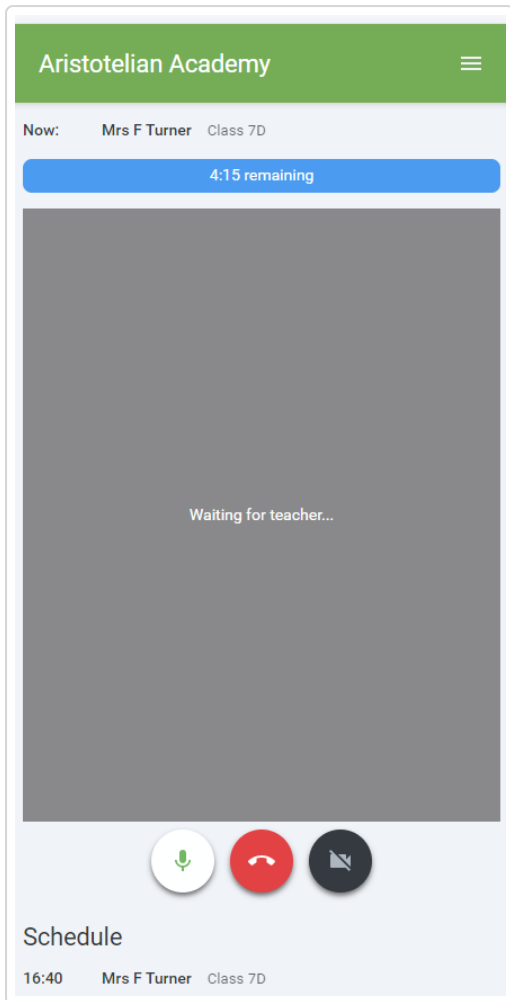 Aristotelian Academy
Now: Mrs F Turner Class 7D
4:15 remaining
Waiting for teacher...
Schedule
16:40 Mrs F Turner Class 7D